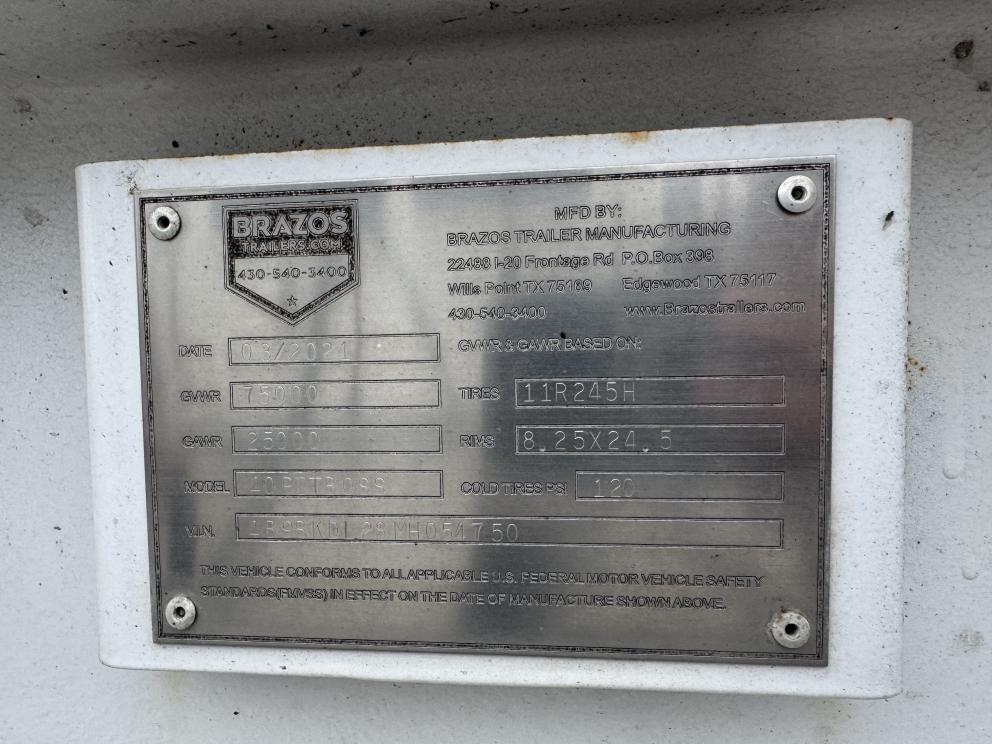 BRAZOS
TRAILERS.COM
430-540-3400
MFD BY:
BRAZOS TRAILER MANUFACTURING
22488 I-20 Frontage Rd P.O.Box 398
Wills Point TX 75169 Edgewood TX 75117
430-540-3400 www.Brazostrailers.com
DATE 03/2021 GVWR & GAWR BASED ON:
GVWR 75000 TIRES 11R245H
GAWR 25000 RIMS 8.25X24.5
MODEL COLD TIRES PSI 120
V.I.N.
THIS VEHICLE CONFORMS TO ALL APPLICABLE U.S. FEDERAL MOTOR VEHICLE SAFETY
STANDARDS(FMVSS) IN EFFECT ON THE DATE OF MANUFACTURE SHOWN ABOVE.